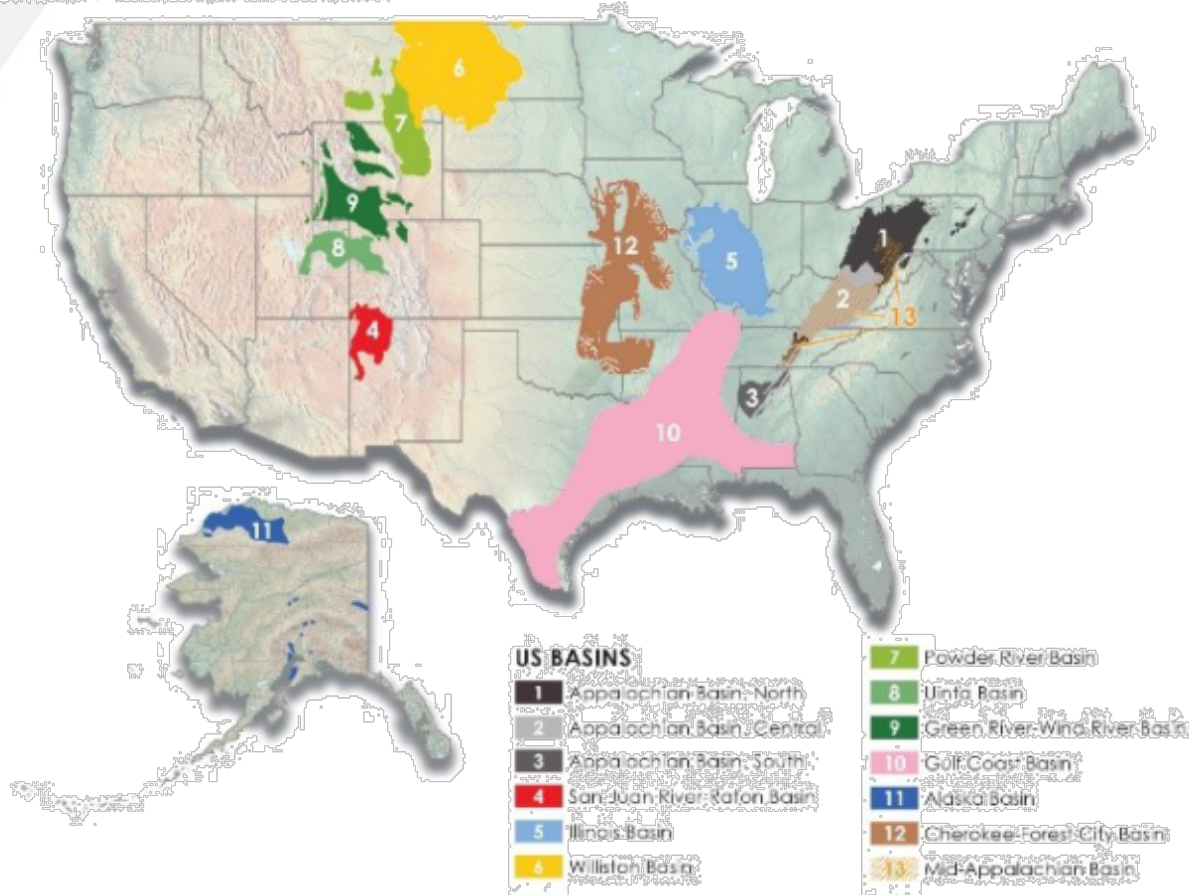 6
7
9
8
12
5
1
2
13
4
3
10
11
US BASINS
1 Appalachian Basin, North
2 Appalachian Basin, Central
3 Appalachian Basin, South
4 San Juan River-Raton Basin
5 Illinois Basin
6 Williston Basin
7 Powder River Basin
8 Uinta Basin
9 Green River-Wind River Basin
10 Gulf Coast Basin
11 Alaska Basin
12 Cherokee-Forest City Basin
13 Mid-Appalachian Basin